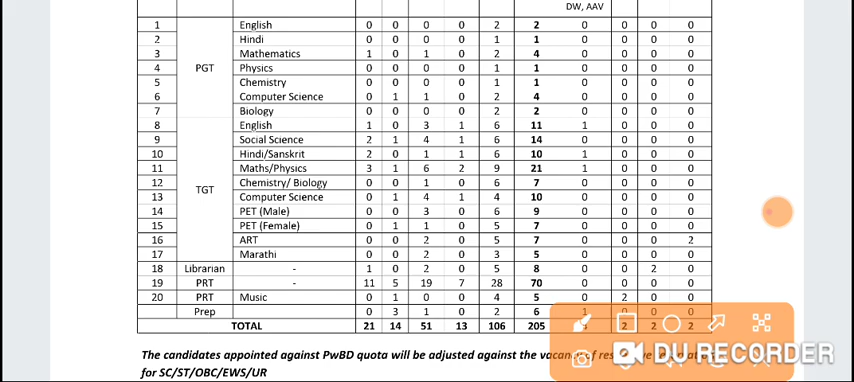 DW, AAV
1 English 0 0 0 0 2 2 0 0 0 0
2 Hindi 0 0 0 0 1 1 0 0 0 0
3 Mathematics 1 0 1 0 2 4 0 0 0 0
4 PGT Physics 0 0 0 0 1 1 0 0 0 0
5 Chemistry 0 0 0 0 1 1 0 0 0 0
6 Computer Science 0 1 1 0 2 4 0 0 0 0
7 Biology 0 0 0 0 2 2 0 0 0 0
8 English 1 0 3 1 6 11 1 0 0 0
9 Social Science 2 1 4 1 6 14 0 0 0 0
10 Hindi/Sanskrit 2 0 1 1 6 10 1 0 0 0
11 Maths/Physics 3 1 6 2 9 21 1 0 0 0
12 Chemistry/ Biology 0 0 1 0 6 7 0 0 0 0
TGT
13 Computer Science 0 1 4 1 4 10 0 0 0 0
14 PET (Male) 0 0 3 0 6 9 0 0 0 0
15 PET (Female) 0 1 1 0 5 7 0 0 0 0
16 ART 0 0 2 0 5 7 0 0 0 2
17 Marathi 0 0 2 0 3 5 0 0 0 0
18 Librarian - 1 0 2 0 5 8 0 0 2 0
19 PRT - 11 5 19 7 28 70 0 0 0 0
20 PRT Music 0 1 0 0 4 5 0 2 0 0
Prep 0 3 1 0 2 6 1 0 0 0
TOTAL 21 14 51 13 106 205 2 2 2
DU RECORDER
The candidates appointed against PwBD quota will be adjusted against the
for SC/ST/OBC/EWS/UR